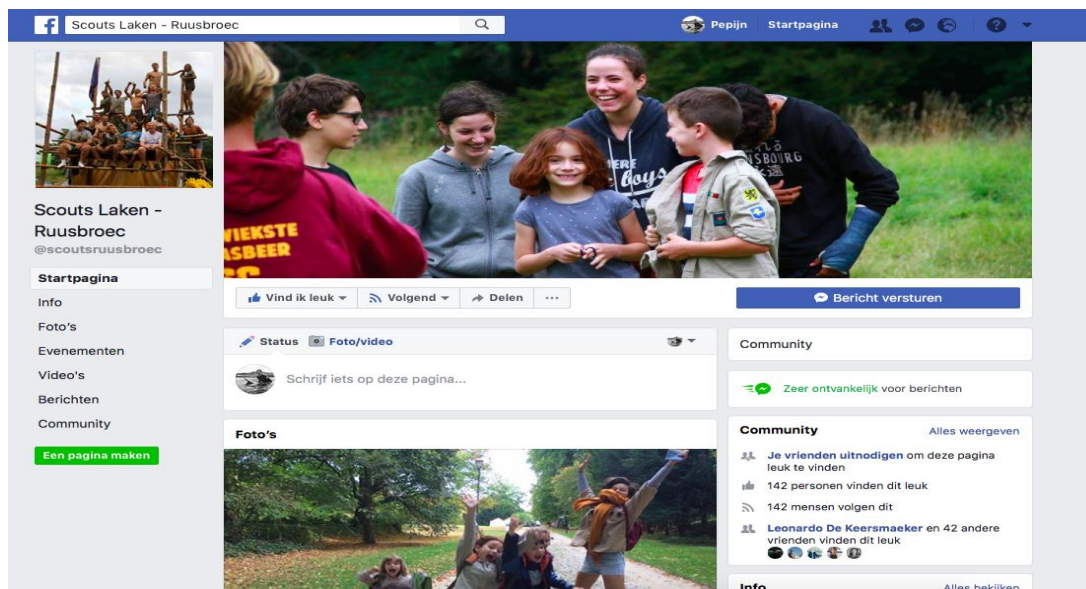 Scouts Laken - Ruusbroec
Pepijn
Startpagina
Scouts Laken -
Ruusbroec
@scoutsruusbroec
Startpagina
Info
Foto's
Evenementen
Video's
Berichten
Community
Een pagina maken
VIEKSTE
ASBEER
boys
Vind ik leuk
Volgend
Delen
...
Bericht versturen
Status
Foto/video
Schrijf iets op deze pagina...
Foto's
Community
Zeer ontvankelijk voor berichten
Community
Alles weergeven
Je vrienden uitnodigen om deze pagina
leuk te vinden
142 personen vinden dit leuk
142 mensen volgen dit
Leonardo De Keersmaeker en 42 andere
vrienden vinden dit leuk
Info
Alles bekijken